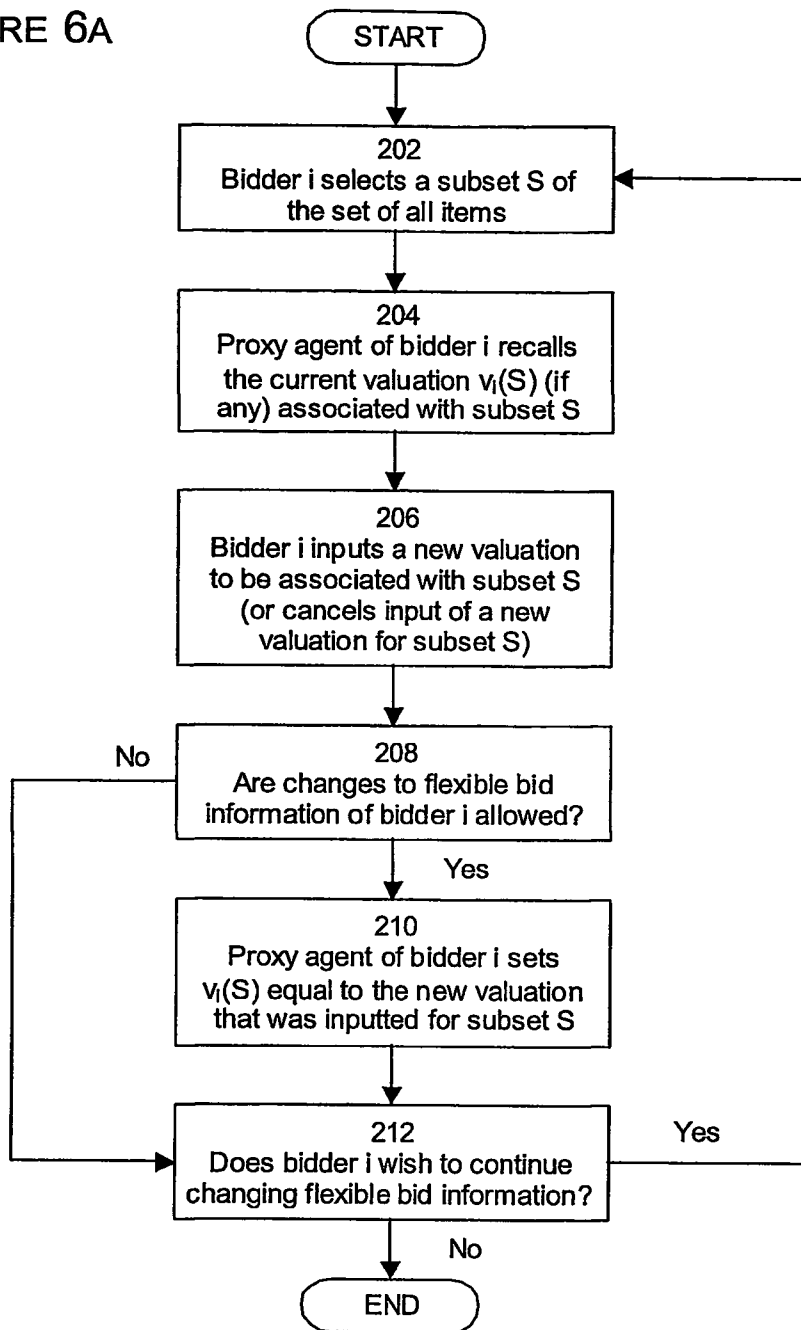 RE 6A
START
202
Bidder i selects a subset S of
the set of all items
204
Proxy agent of bidder i recalls
the current valuation vi(S) (if
any) associated with subset S
206
Bidder i inputs a new valuation
to be associated with subset S
(or cancels input of a new
valuation for subset S)
No
208
Are changes to flexible bid
information of bidder i allowed?
Yes
210
Proxy agent of bidder i sets
vi(S) equal to the new valuation
that was inputted for subset S
212
Does bidder i wish to continue
changing flexible bid information?
Yes
No
END